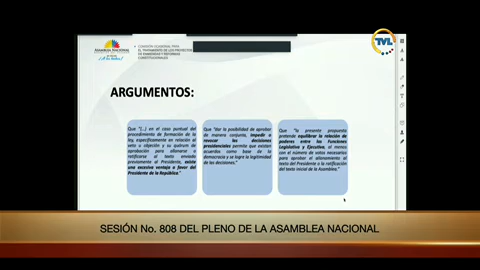 TVL
ASAMBLEA NACIONAL
COMISIÓN OCASIONAL PARA
EL TRATAMIENTO DE LOS PROYECTOS
DE ENMIENDAS Y REFORMAS
CONSTITUCIONALES
ARGUMENTOS:
Que "(...) en el caso puntual del
procedimiento de formación de la
ley, específicamente en relación al
veto u objeción y su quórum de
aprobación para allanarse o
ratificarse al texto enviado
previamente al Presidente, existe
una excesiva ventaja a favor del
Presidente de la República".
Que "dar la posibilidad de aprobar
de manera conjunta, impedir o
revocar las decisiones
presidenciales permite que existan
acuerdos como base de la
democracia y se logra la legitimidad
en las decisiones."
Que "la presente propuesta
pretende equilibrar la relación de
poderes entre las Funciones
Legislativa y Ejecutiva, al menos
con el número de votos necesarios
para aprobar el allanamiento al
texto del Presidente o la ratificación
del texto inicial de la Asamblea."
SESIÓN No. 808 DEL PLENO DE LA ASAMBLEA NACIONAL